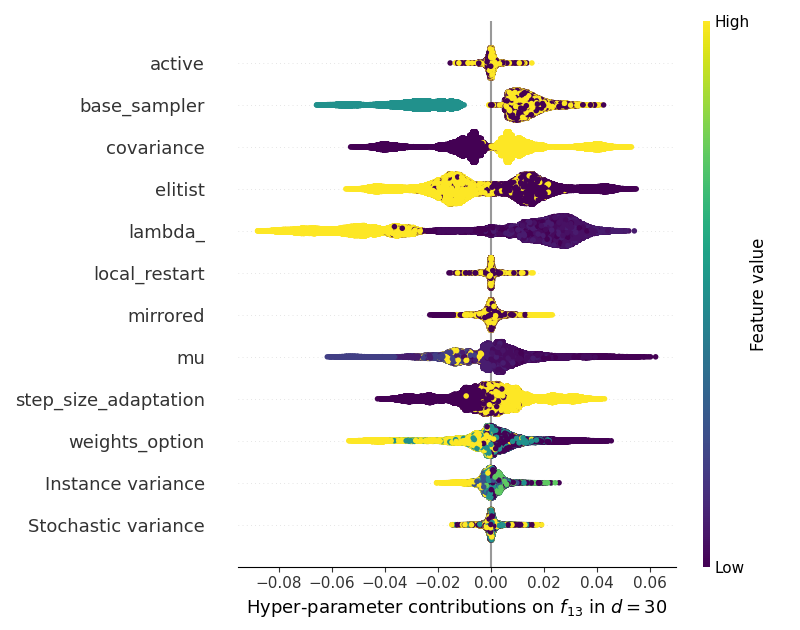 High
active
base_sampler
covariance
elitist
lambda_
local_restart
mirrored
mu
step_size_adaptation
weights_option
Instance variance
Stochastic variance
Feature value
Low
−0.08 −0.06 −0.04 −0.02 0.00 0.02 0.04 0.06
Hyper-parameter contributions on f₁₃ in d = 30